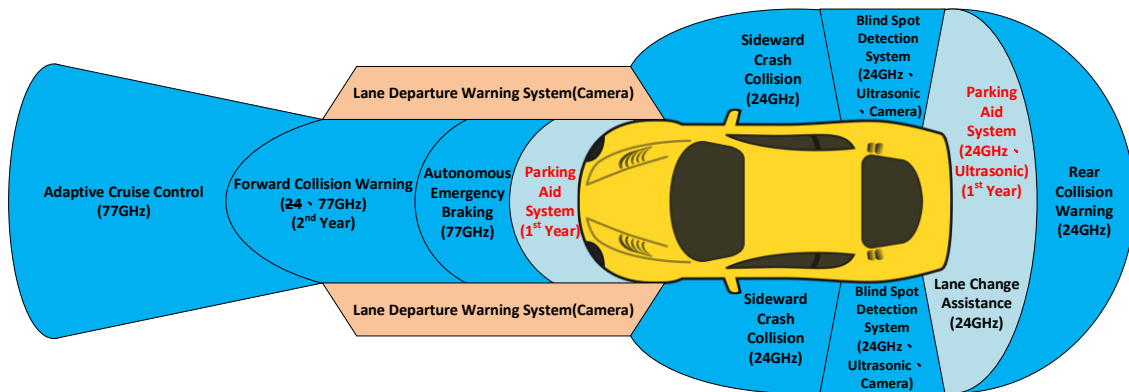 Adaptive Cruise Control
(77GHz)
Forward Collision Warning
(24、77GHz)
(2nd Year)
Autonomous
Emergency
Braking
(77GHz)
Parking
Aid
System
(1st Year)
Lane Departure Warning System(Camera)
Lane Departure Warning System(Camera)
Sideward
Crash
Collision
(24GHz)
Blind Spot
Detection
System
(24GHz、
Ultrasonic
、Camera)
Parking
Aid
System
(24GHz、
Ultrasonic)
(1st Year)
Rear
Collision
Warning
(24GHz)
Lane Change
Assistance
(24GHz)
Sideward
Crash
Collision
(24GHz)
Blind Spot
Detection
System
(24GHz、
Ultrasonic、
Camera)